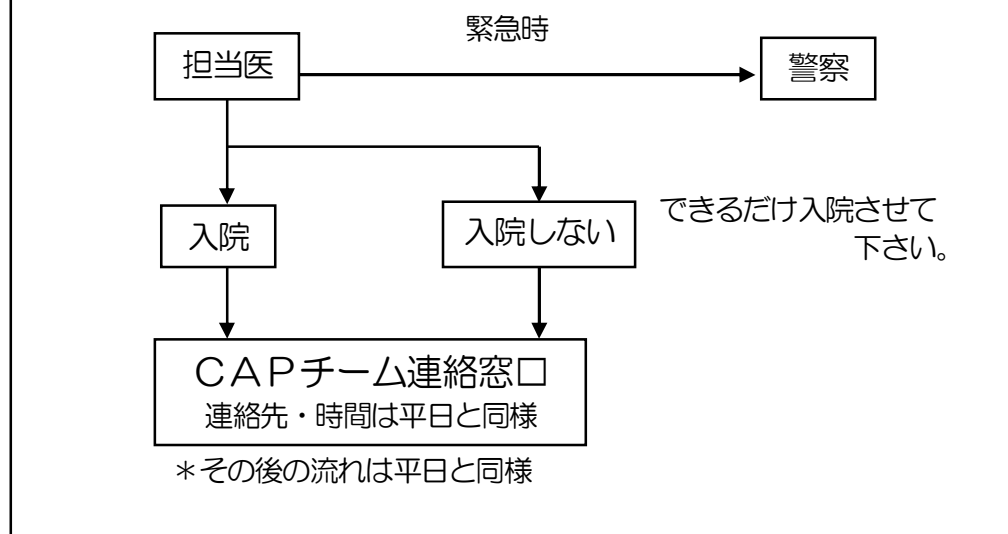 緊急時
担当医
警察
入院
入院しない
できるだけ入院させて
下さい。
CAPチーム連絡窓口
連絡先・時間は平日と同様
*その後の流れは平日と同様